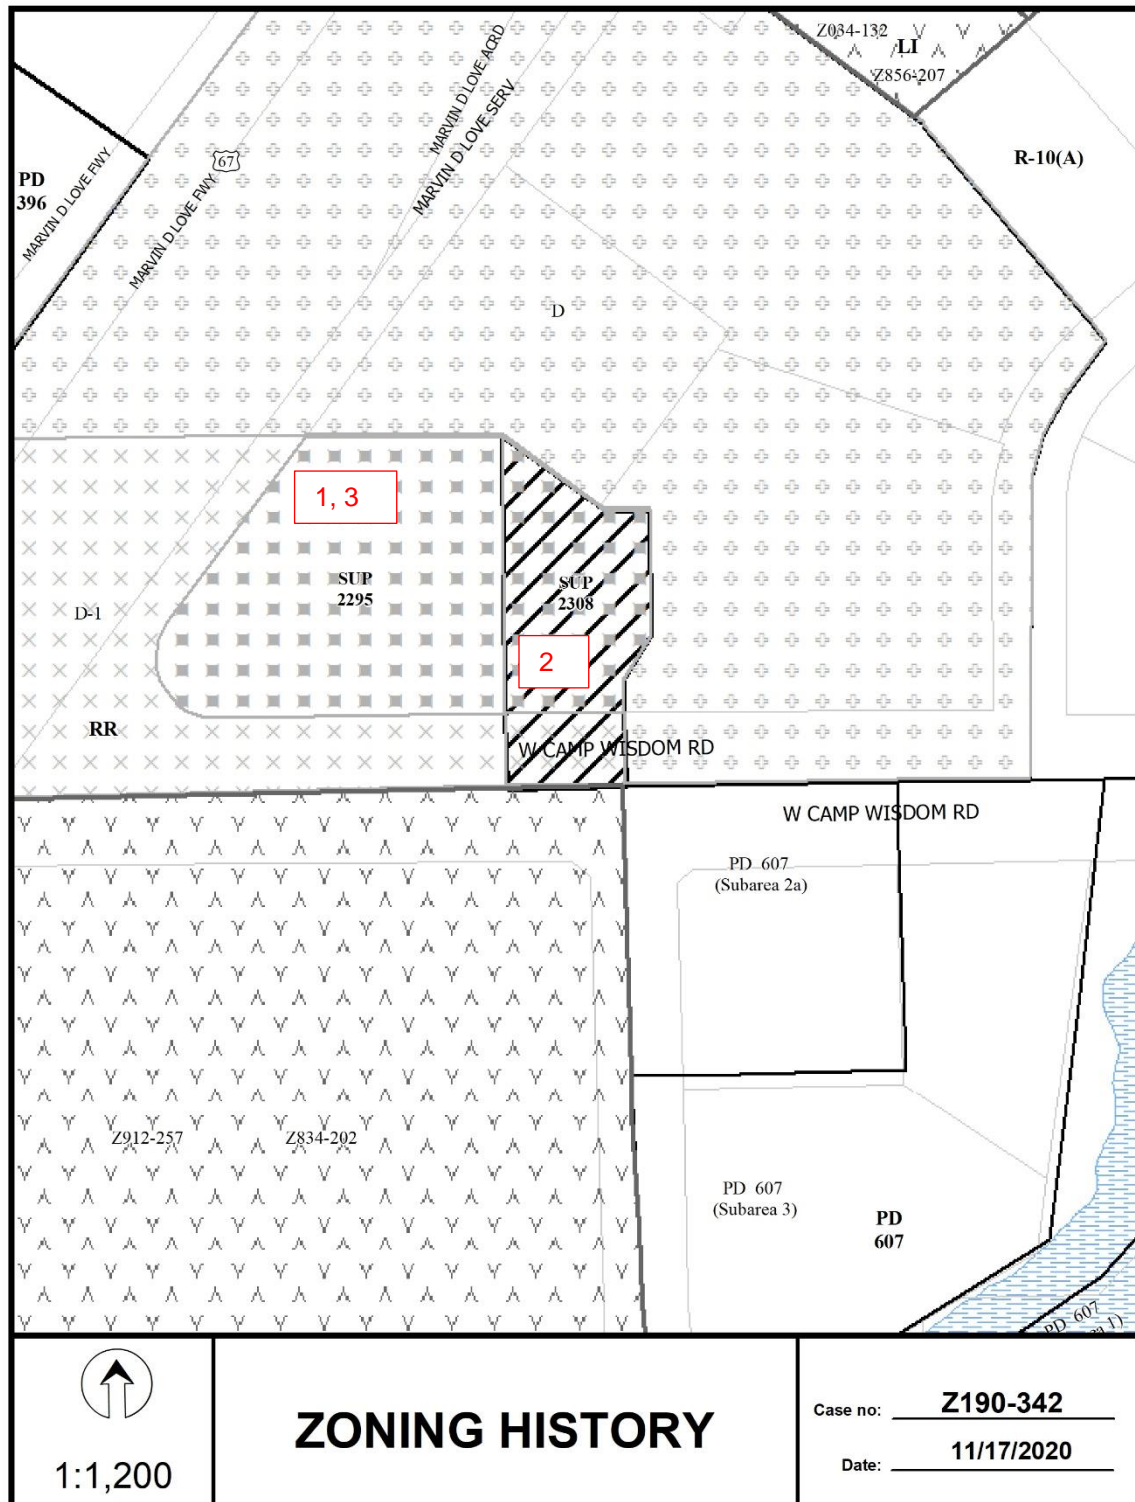 Z034-132
LI
Z856-207
R-10(A)
MARVIN D LOVE ACRD
MARVIN D LOVE SERV
67
MARVIN D LOVE FWY
MARVIN D LOVE FWY
PD
396
D
1, 3
SUP
2295
SUP
2308
D-1
2
RR
W CAMP WISDOM RD
W CAMP WISDOM RD
PD 607
(Subarea 2a)
Z912-257
Z834-202
PD 607
(Subarea 3)
PD
607
PD 607
1)
1:1,200
ZONING HISTORY
Case no: Z190-342
Date: 11/17/2020